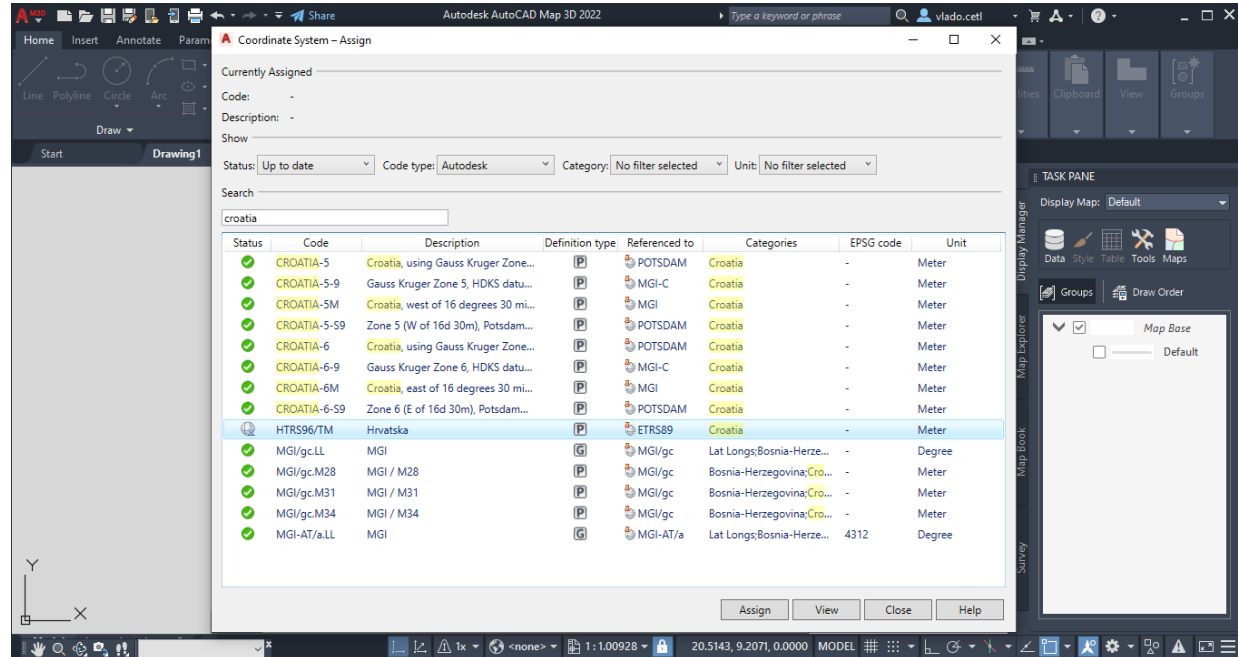 M3D Share Autodesk AutoCAD Map 3D 2022 Type a keyword or phrase vlado.cetl
Home Insert Annotate Param
Coordinate System – Assign
Currently Assigned
Code: -
Description: -
Line Polyline Circle Arc
Clipboard View Groups
Draw
Show
Start Drawing1
Status: Up to date Code type: Autodesk Category: No filter selected Unit: No filter selected
Search
croatia
Status Code Description Definition type Referenced to Categories EPSG code Unit
CROATIA-5 Croatia, using Gauss Kruger Zone... P POTSDAM Croatia - Meter
CROATIA-5-9 Gauss Kruger Zone 5, HDKS datu... P MGI-C Croatia - Meter
CROATIA-5M Croatia, west of 16 degrees 30 mi... P MGI Croatia - Meter
CROATIA-5-S9 Zone 5 (W of 16d 30m), Potsdam... P POTSDAM Croatia - Meter
CROATIA-6 Croatia, using Gauss Kruger Zone... P POTSDAM Croatia - Meter
CROATIA-6-9 Gauss Kruger Zone 6, HDKS datu... P MGI-C Croatia - Meter
CROATIA-6M Croatia, east of 16 degrees 30 mi... P MGI Croatia - Meter
CROATIA-6-S9 Zone 6 (E of 16d 30m), Potsdam... P POTSDAM Croatia - Meter
HTRS96/TM Hrvatska P ETRS89 Croatia - Meter
MGI/gc.LL MGI G MGI/gc Lat Longs;Bosnia-Herze... - Degree
MGI/gc.M28 MGI / M28 P MGI/gc Bosnia-Herzegovina;Cro... - Meter
MGI/gc.M31 MGI / M31 P MGI/gc Bosnia-Herzegovina;Cro... - Meter
MGI/gc.M34 MGI / M34 P MGI/gc Bosnia-Herzegovina;Cro... - Meter
MGI-AT/a.LL MGI G MGI-AT/a Lat Longs;Bosnia-Herze... 4312 Degree
Assign View Close Help
TASK PANE
Display Map: Default
Data Style Table Tools Maps
Groups Draw Order
Map Base
Default
Display Manager
Map Explorer
Map Book
Survey
Y
X
1x <none> 1:1.00928 20.5143, 9.2071, 0.0000 MODEL